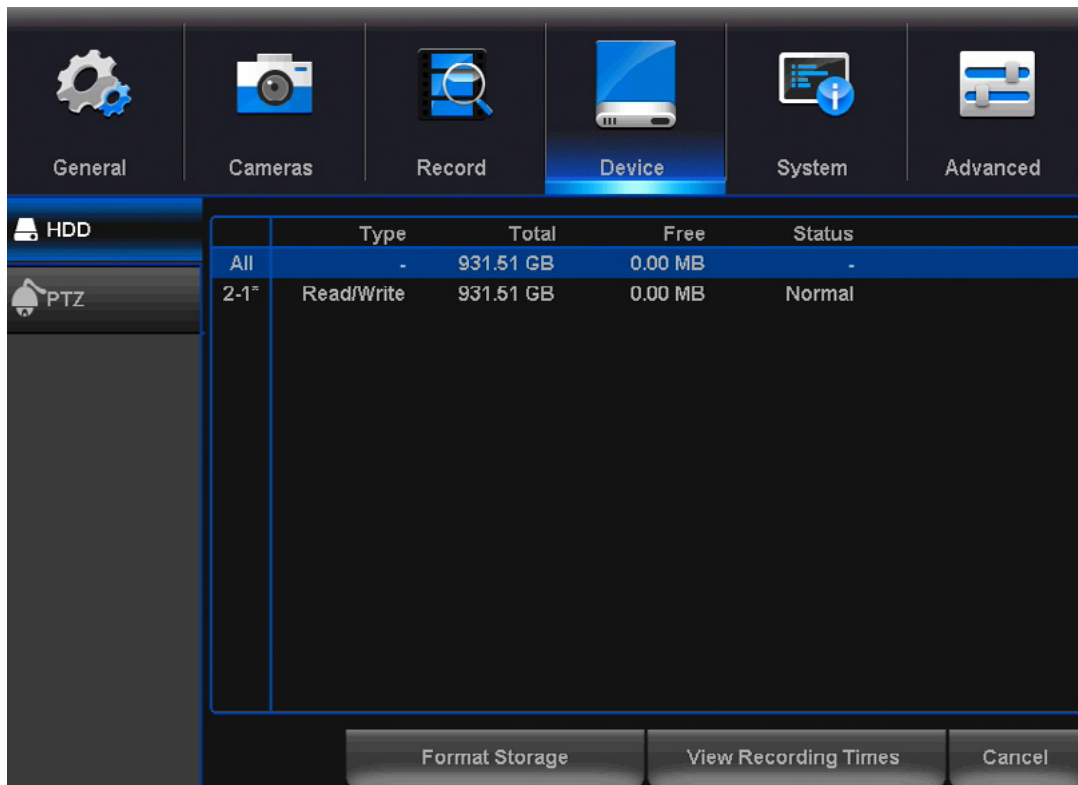 General Cameras Record Device System Advanced
HDD
PTZ
Type Total Free Status
All - 931.51 GB 0.00 MB -
2-1* Read/Write 931.51 GB 0.00 MB Normal
Format Storage View Recording Times Cancel